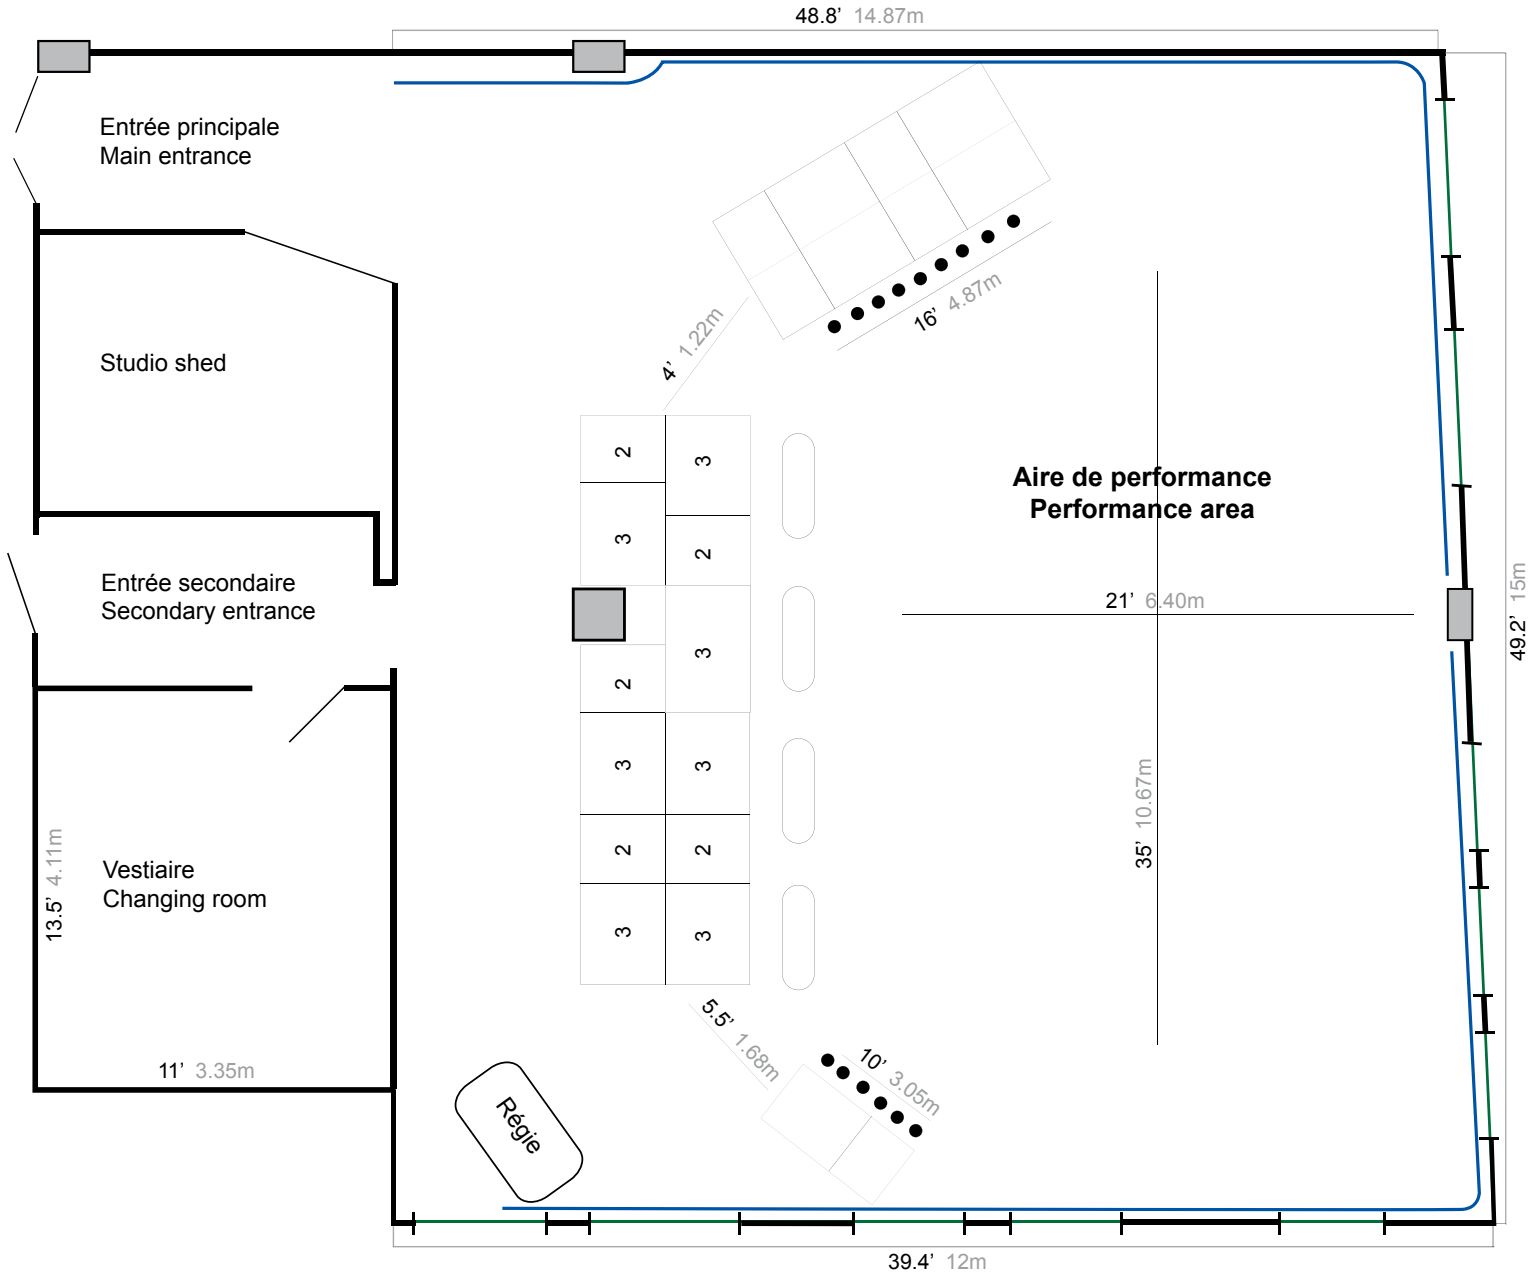 48.8’ 14.87m
Entrée principale
Main entrance
Studio shed
4’ 1.22m
16’ 4.87m
2
3
3
2
Aire de performance
Performance area
Entrée secondaire
Secondary entrance
21’ 6.40m
49.2’ 15m
3
2
3
3
2
2
3
3
35’ 10.67m
13.5’ 4.11m
Vestiaire
Changing room
5.5’ 1.68m
10’ 3.05m
11’ 3.35m
Régie
39.4’ 12m